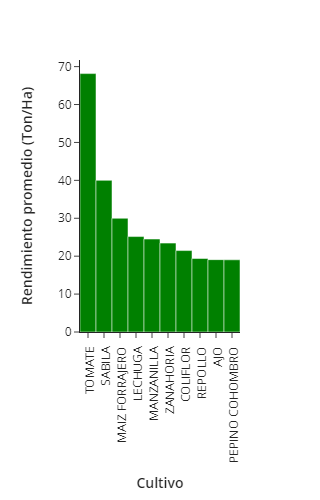 Rendimiento promedio (Ton/Ha)
70
60
50
40
30
20
10
0
TOMATE
SABILA
MAIZ FORRAJERO
LECHUGA
MANZANILLA
ZANAHORIA
COLIFLOR
REPOLLO
AJO
PEPINO COHOMBRO
Cultivo